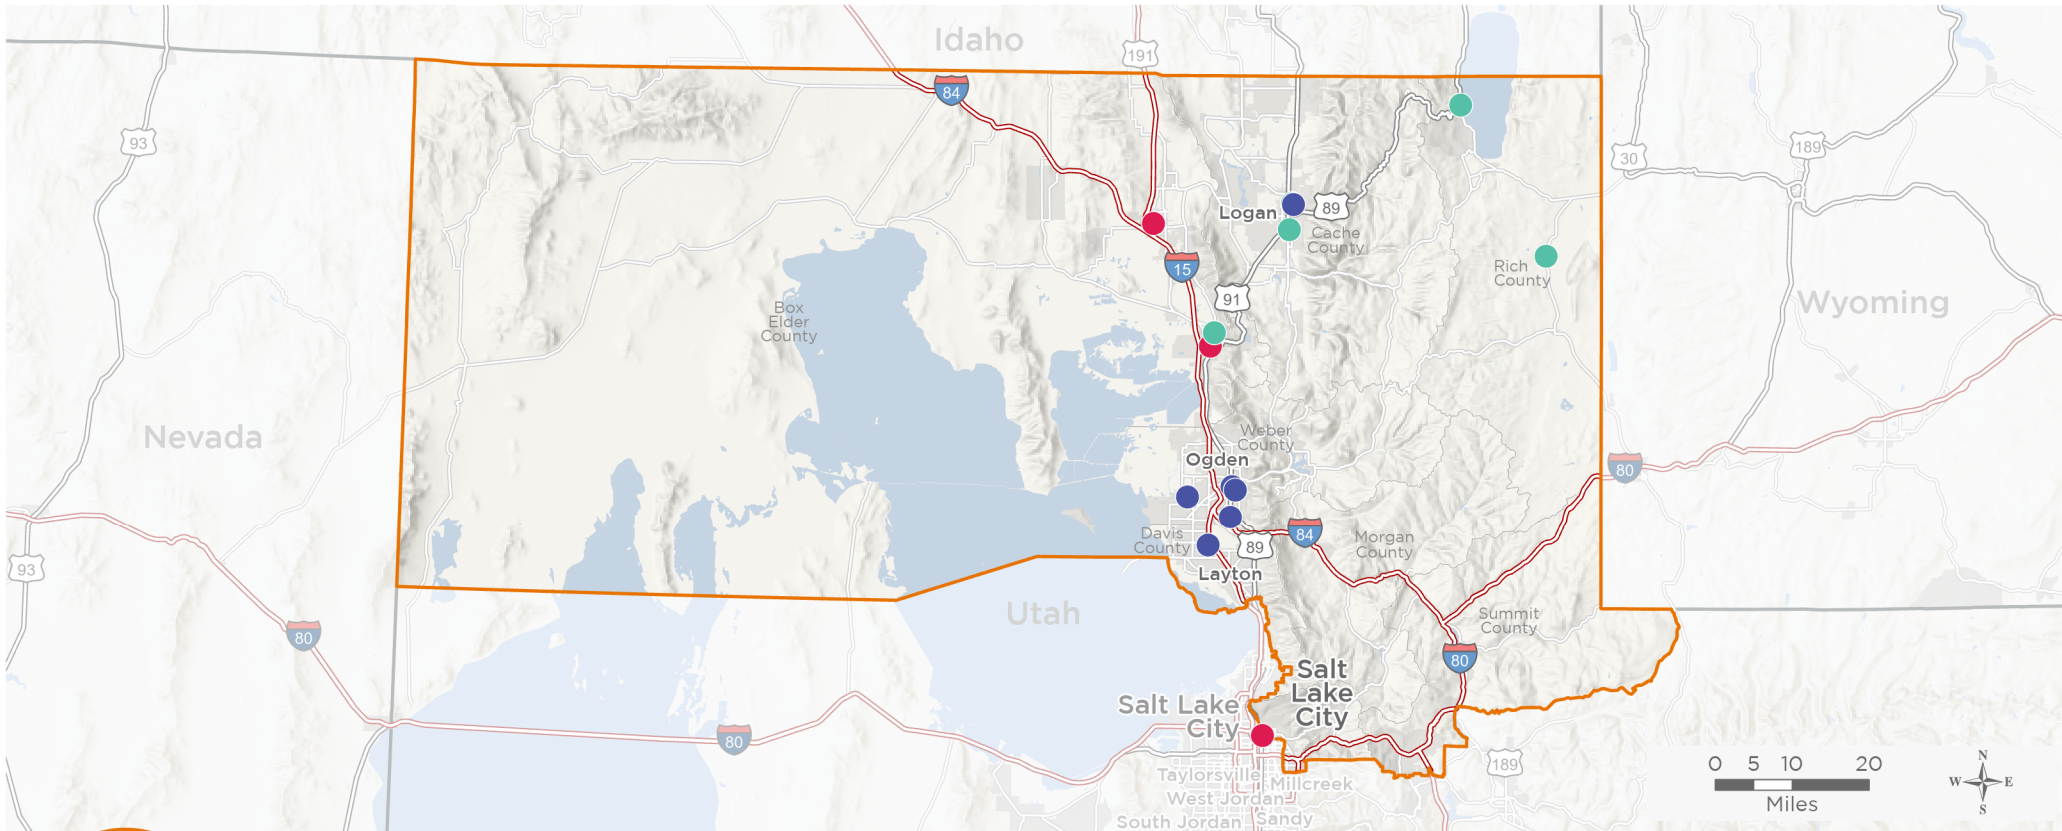 Idaho
191
84
93
189
30
Logan
89
Cache
County
Rich
County
15
91
Box
Elder
County
Wyoming
Nevada
Weber
County
Ogden
80
Davis
County
84
89
Morgan
County
93
Layton
Utah
Summit
County
80
80
Salt
Lake
City
Salt Lake
City
80
189
Taylorsville
Millcreek
West Jordan
South Jordan
Sandy
0 5 10 20
Miles
N
W E
S